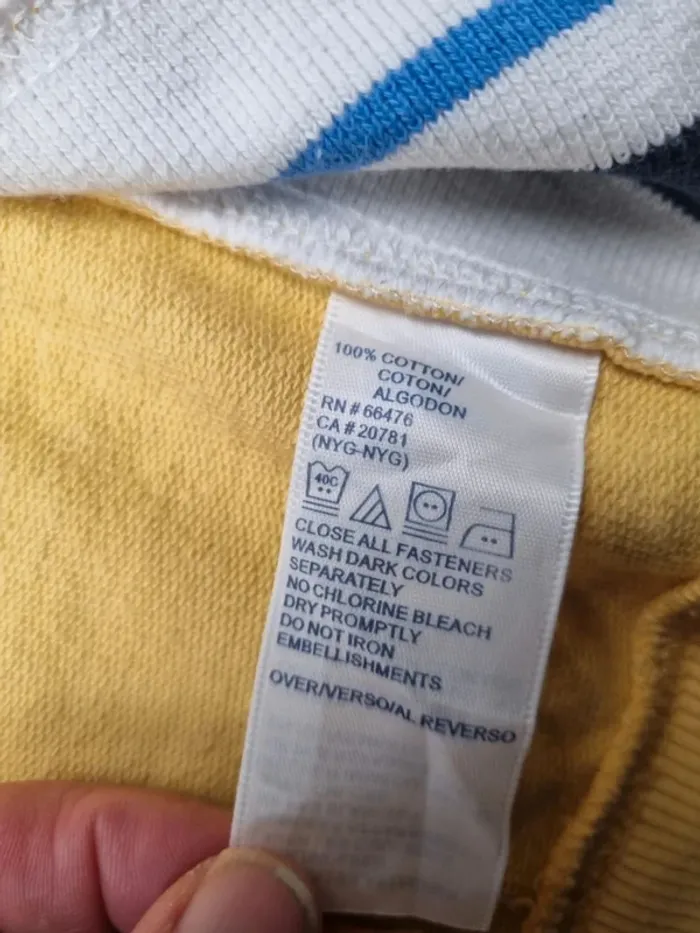 100% COTTON/
COTON/
ALGODON
RN # 66476
CA # 20781
(NYG-NYG)
40C
CLOSE ALL FASTENERS
WASH DARK COLORS
SEPARATELY
NO CHLORINE BLEACH
DRY PROMPTLY
DO NOT IRON
EMBELLISHMENTS
OVER/VERSO/AL REVERSO